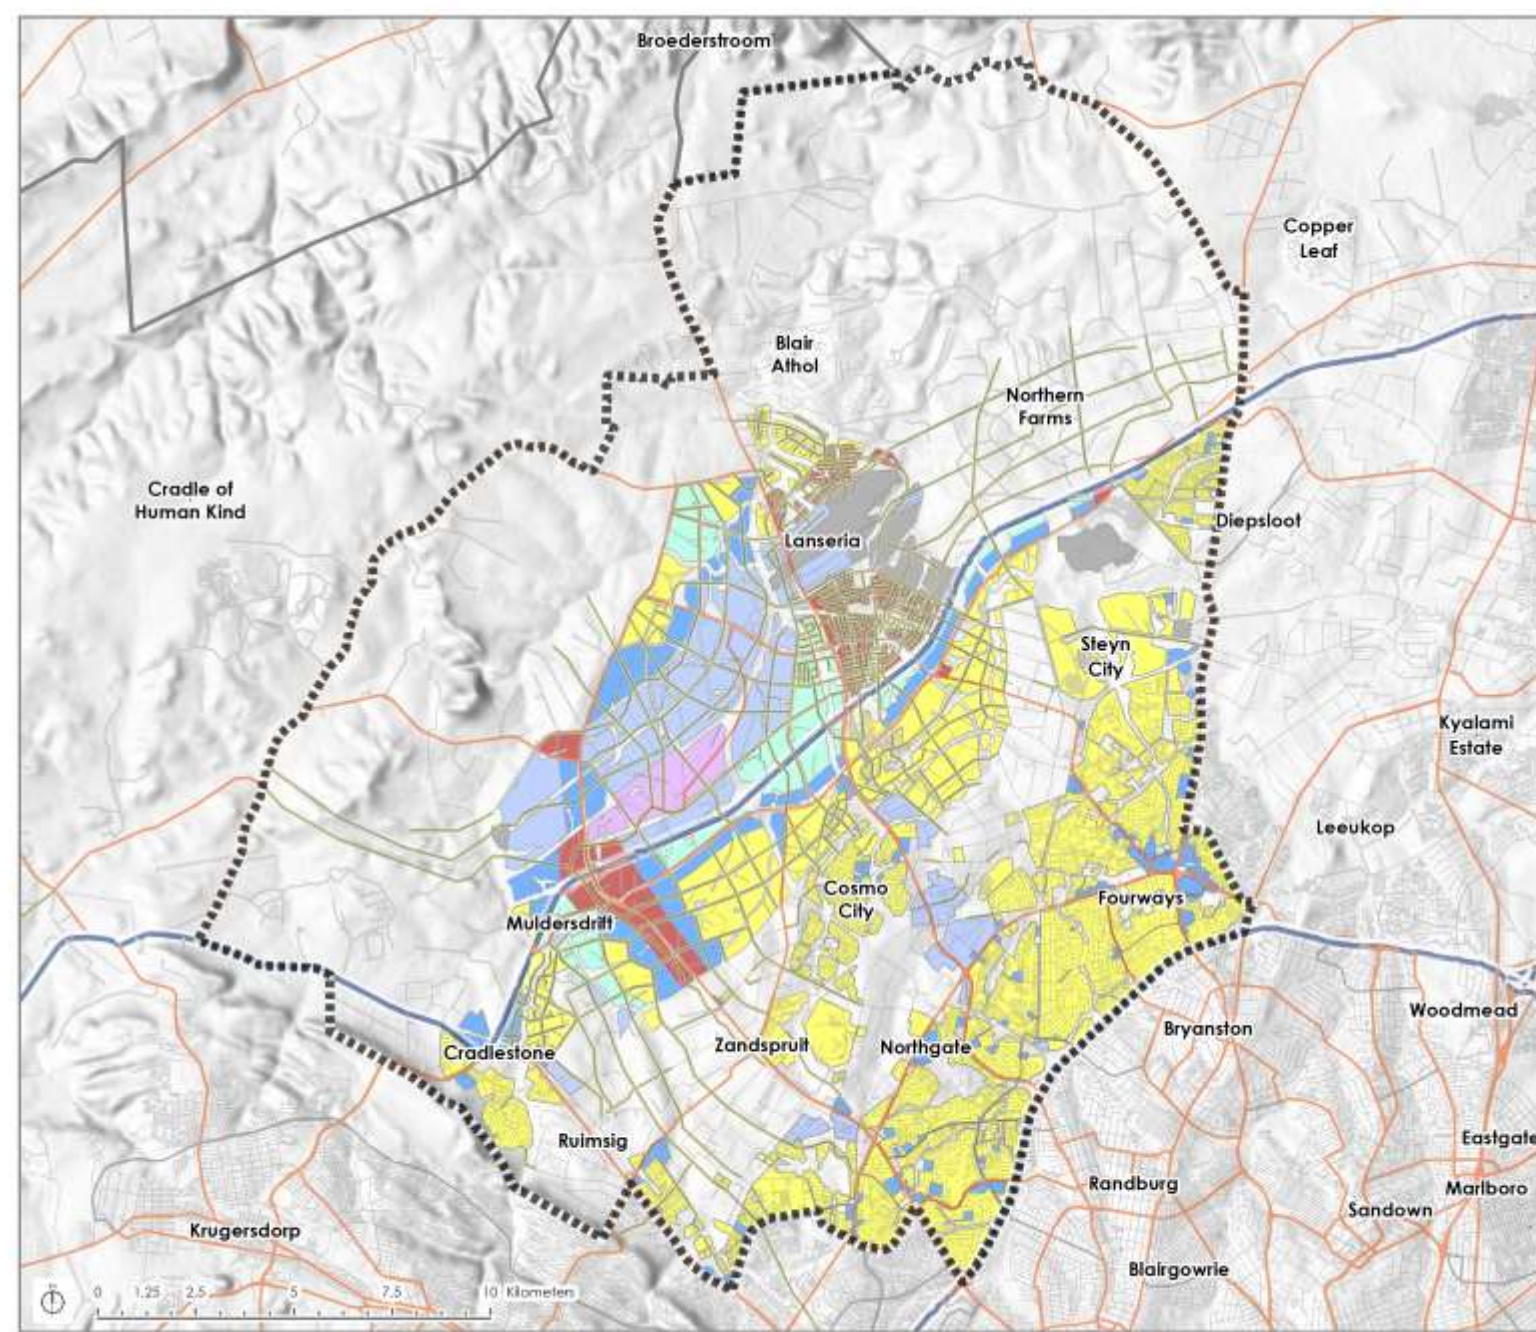 Broederstroom
Copper
Leaf
Blair
Athol
Northern
Farms
Cradle of
Human Kind
Diepsloot
Lanseria
Steyn
City
Kyalami
Estate
Leeukop
Cosmo
City
Fourways
Muldersdrift
Woodmead
Bryanston
Zandspruit
Northgate
Cradlestone
Ruimsig
Eastgate
Randburg
Marlboro
Sandown
Krugersdorp
Blairgowrie
0 1.25 2.5 5 7.5 10 Kilometers